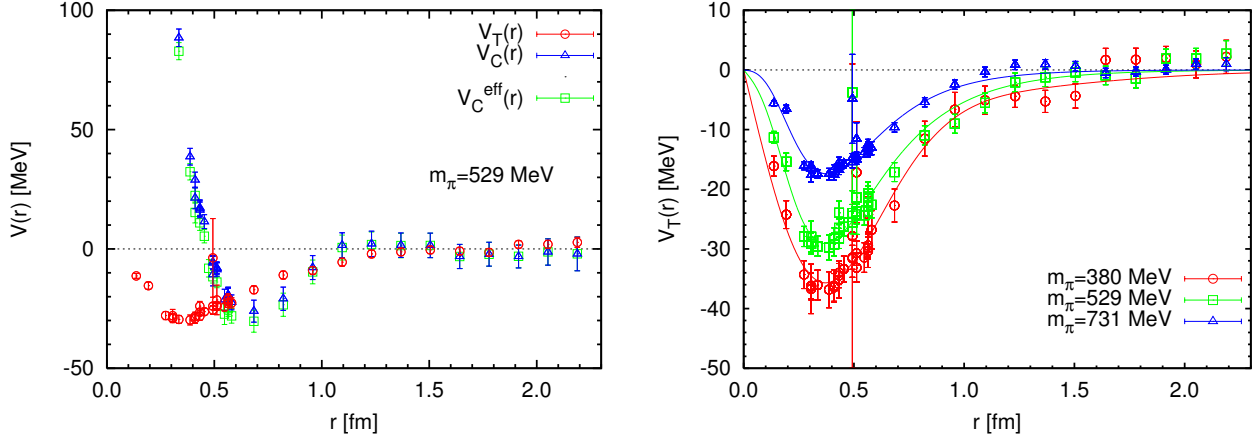 V_T(r)
V_C(r)
V_C^eff(r)
m_π=529 MeV
V(r) [MeV]
100
50
0
-50
0.0 0.5 1.0 1.5 2.0
r [fm]
10
0
-10
-20
-30
-40
-50
V_T(r) [MeV]
m_π=380 MeV
m_π=529 MeV
m_π=731 MeV
0.0 0.5 1.0 1.5 2.0
r [fm]